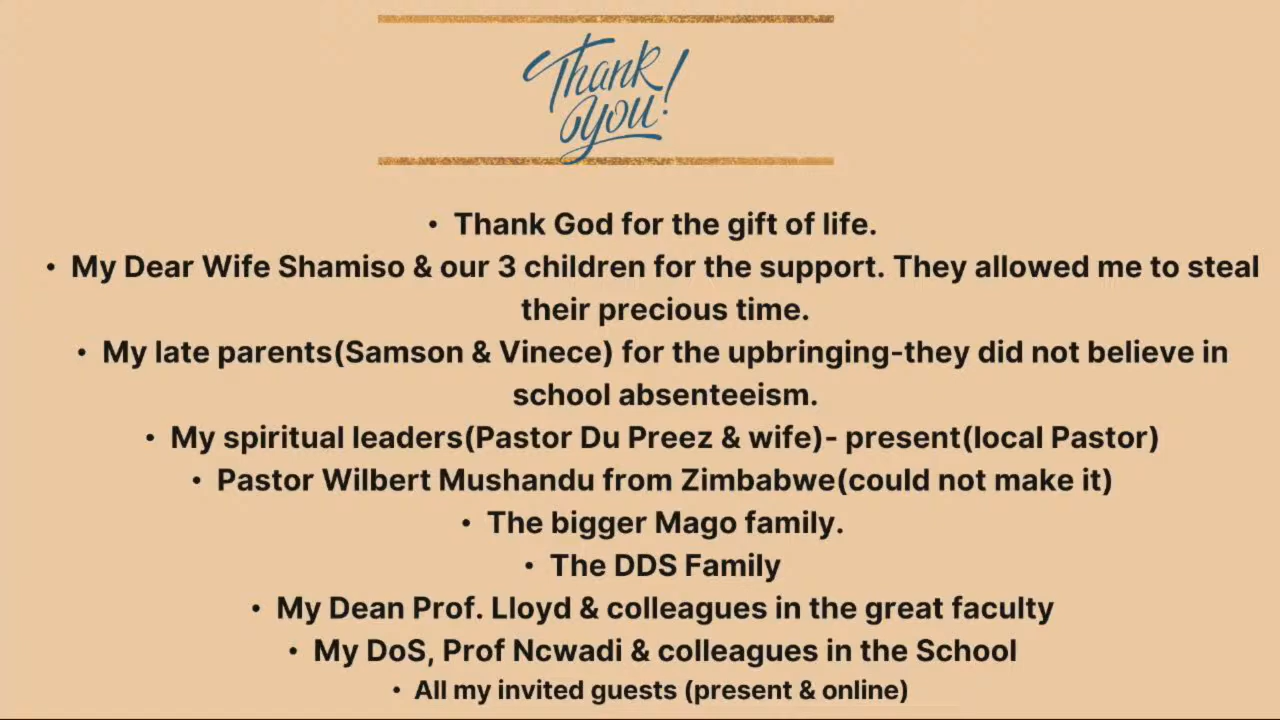 Thank
you!
• Thank God for the gift of life.
• My Dear Wife Shamiso & our 3 children for the support. They allowed me to steal
their precious time.
• My late parents(Samson & Vinece) for the upbringing-they did not believe in
school absenteeism.
• My spiritual leaders(Pastor Du Preez & wife)- present(local Pastor)
• Pastor Wilbert Mushandu from Zimbabwe(could not make it)
• The bigger Mago family.
• The DDS Family
• My Dean Prof. Lloyd & colleagues in the great faculty
• My DoS, Prof Ncwadi & colleagues in the School
• All my invited guests (present & online)